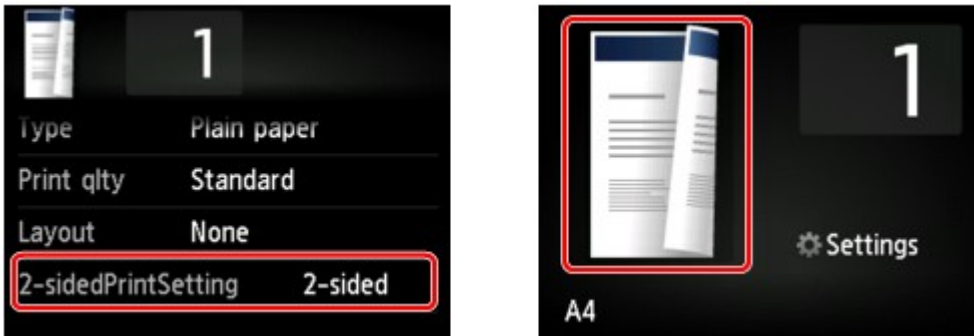 1
Type Plain paper
Print qlty Standard
Layout None
2-sidedPrintSetting 2-sided
1
Settings
A4